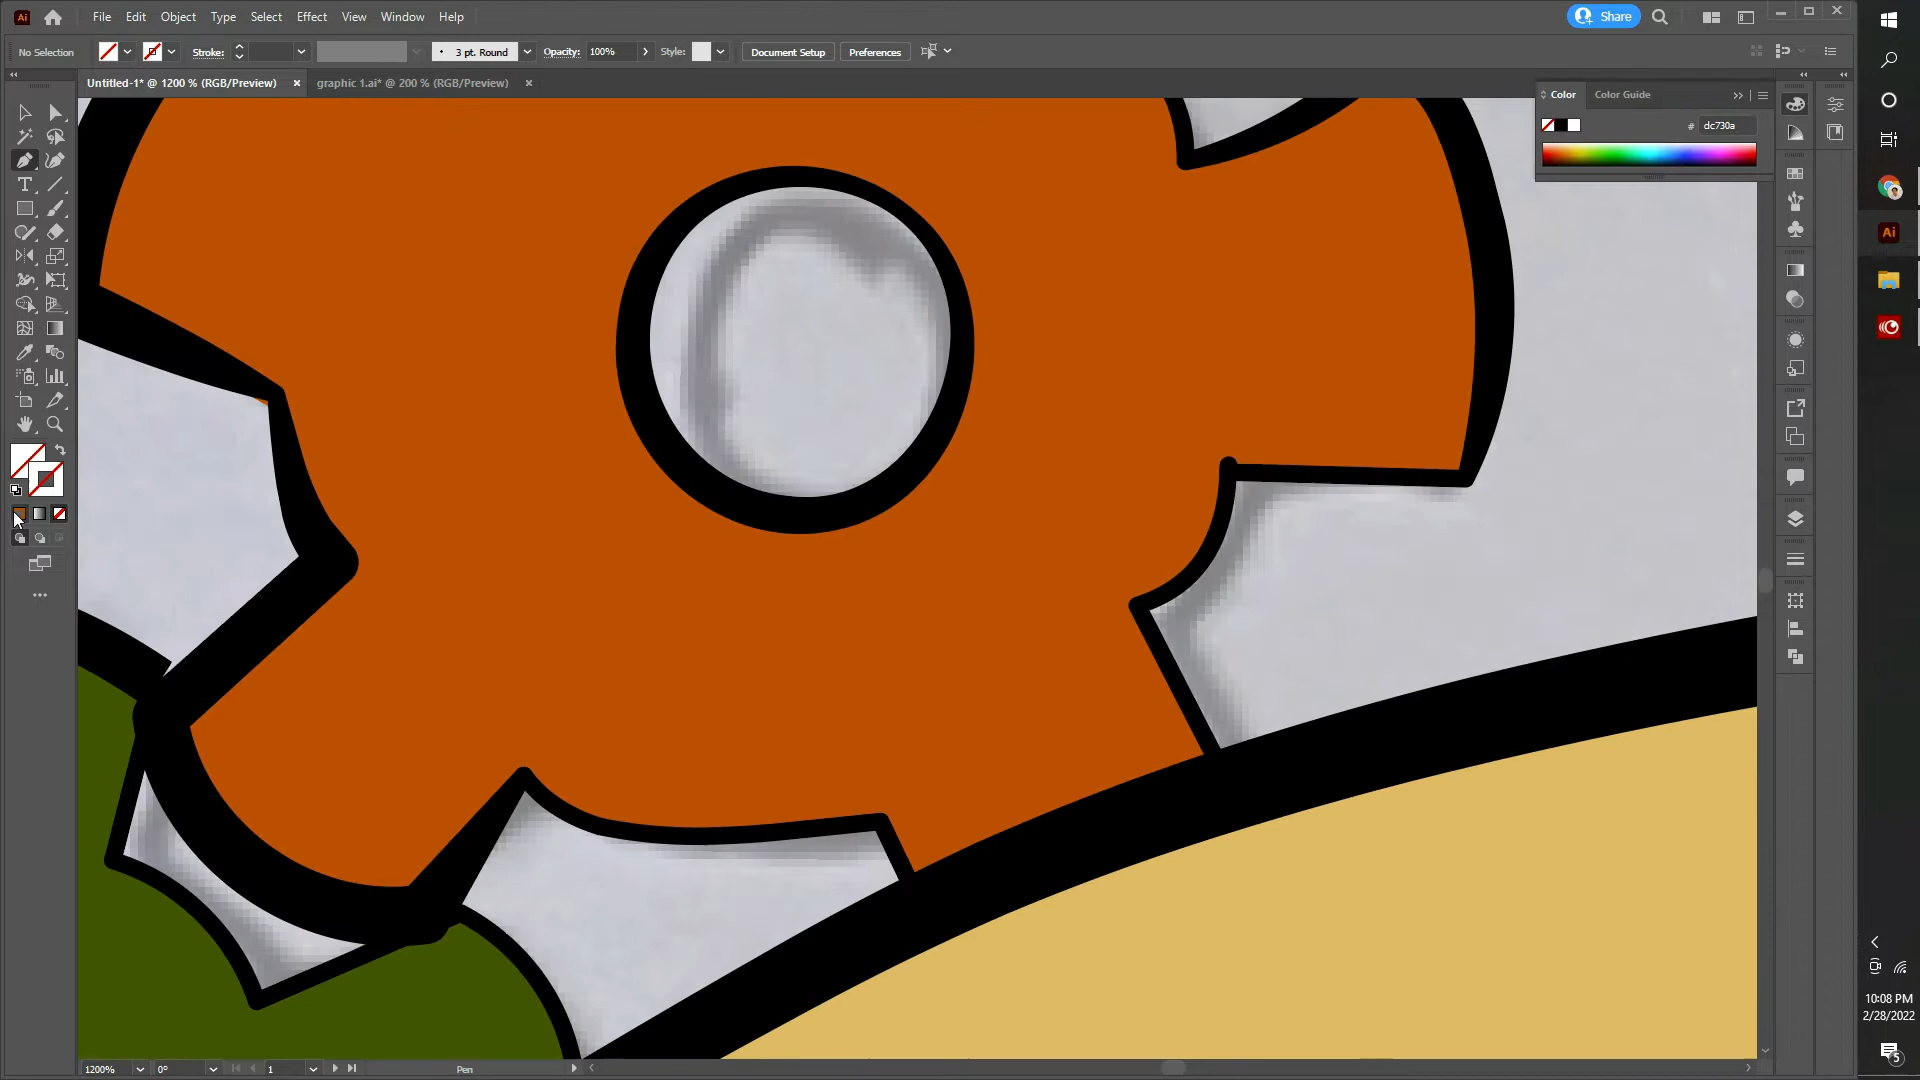 Ai File Edit Object Type Select Effect View Window Help Share
No Selection Stroke: 3 pt. Round Opacity: 100% Style: Document Setup Preferences
Untitled-1* @ 1200 % (RGB/Preview) × graphic 1.ai* @ 200 % (RGB/Preview) ×
Color Color Guide
# dc730a
Ai
10:08 PM
2/28/2022
5
1200% 0° 1 Pen